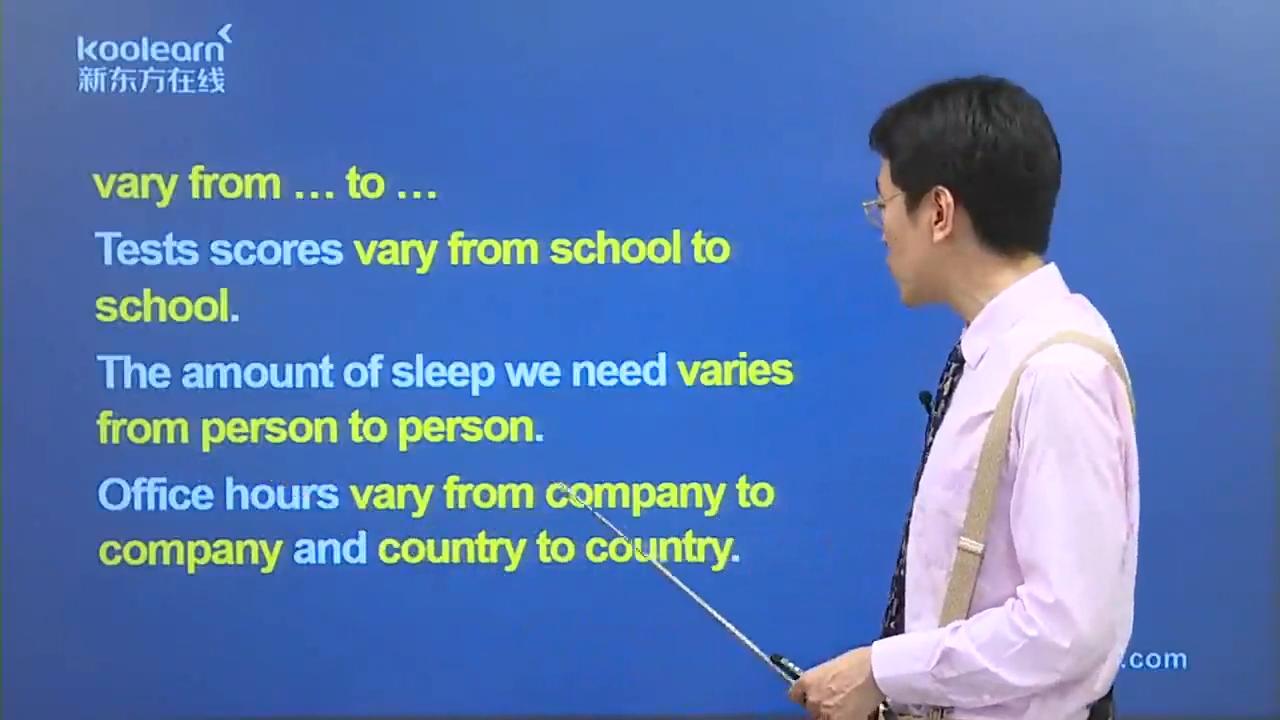 koolearn
新东方在线
vary from … to …
Tests scores vary from school to
school.
The amount of sleep we need varies
from person to person.
Office hours vary from company to
company and country to country.
.com